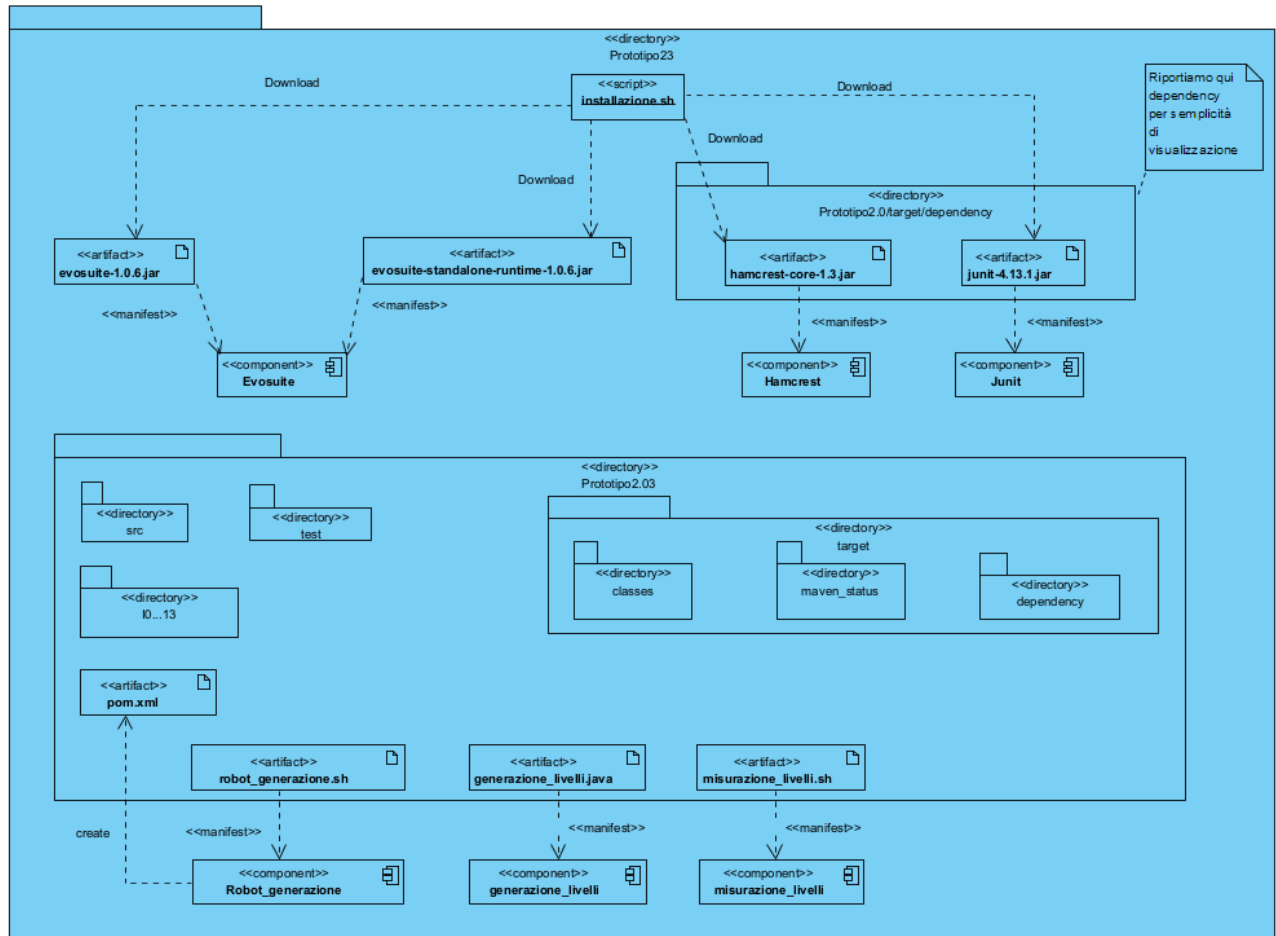 <<directory>>
Prototipo23
<<script>>
installazione.sh
Download
Download
Download
Download
Riportiamo qui
dependency
per semplicità
di
visualizzazione
<<directory>>
Prototipo2.0/target/dependency
<<artifact>>
evosuite-1.0.6.jar
<<artifact>>
evosuite-standalone-runtime-1.0.6.jar
<<artifact>>
hamcrest-core-1.3.jar
<<artifact>>
junit-4.13.1.jar
<<manifest>>
<<manifest>>
<<manifest>>
<<manifest>>
<<component>>
Evosuite
<<component>>
Hamcrest
<<component>>
Junit
<<directory>>
Prototipo2.03
<<directory>>
src
<<directory>>
test
<<directory>>
target
<<directory>>
classes
<<directory>>
maven_status
<<directory>>
dependency
<<directory>>
l0...13
<<artifact>>
pom.xml
<<artifact>>
robot_generazione.sh
<<artifact>>
generazione_livelli.java
<<artifact>>
misurazione_livelli.sh
create
<<manifest>>
<<manifest>>
<<manifest>>
<<component>>
Robot_generazione
<<component>>
generazione_livelli
<<component>>
misurazione_livelli